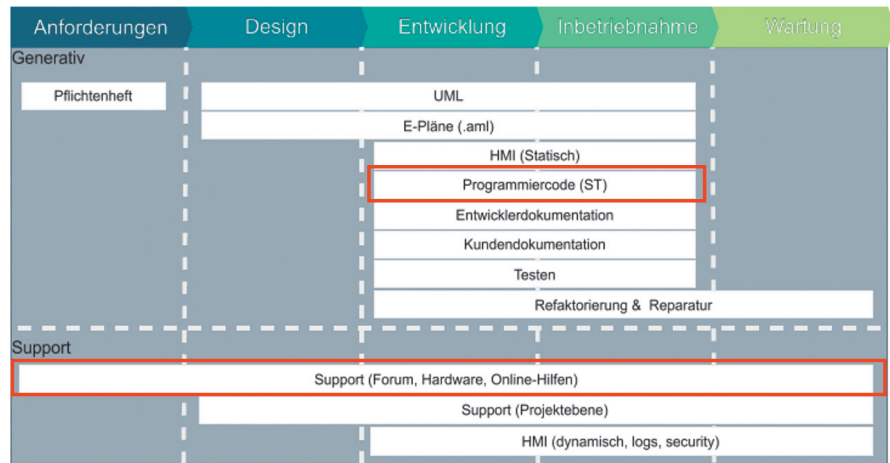 Anforderungen Design Entwicklung Inbetriebnahme Wartung
Generativ
Pflichtenheft UML
E-Pläne (.aml)
HMI (Statisch)
Programmiercode (ST)
Entwicklerdokumentation
Kundendokumentation
Testen
Refaktorierung & Reparatur
Support
Support (Forum, Hardware, Online-Hilfen)
Support (Projektebene)
HMI (dynamisch, logs, security)